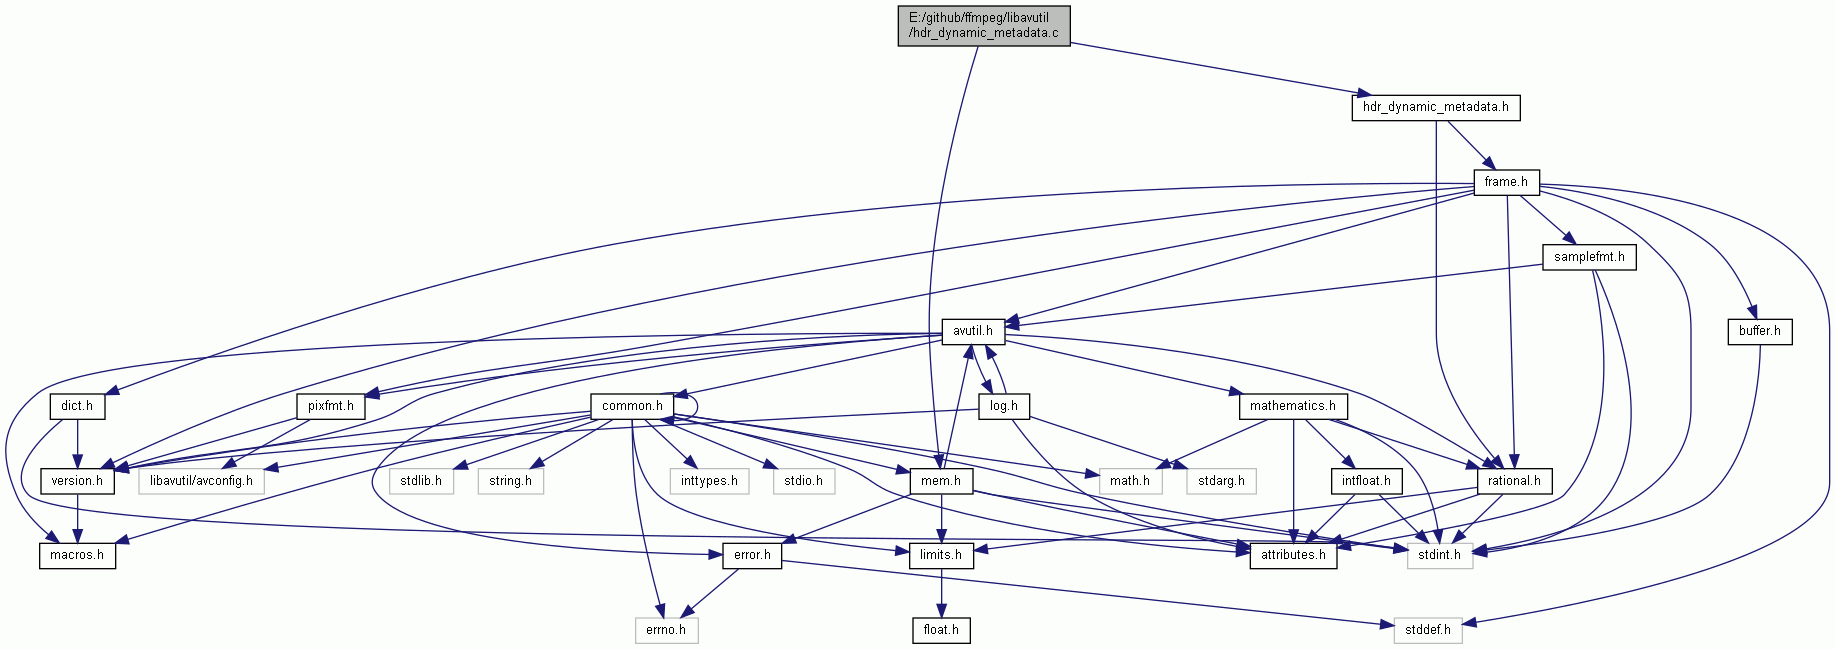 E:/github/ffmpeg/libavutil
/hdr_dynamic_metadata.c
hdr_dynamic_metadata.h
frame.h
samplefmt.h
avutil.h
buffer.h
dict.h
pixfmt.h
common.h
log.h
mathematics.h
version.h
libavutil/avconfig.h
stdlib.h
string.h
inttypes.h
stdio.h
mem.h
math.h
stdarg.h
intfloat.h
rational.h
macros.h
error.h
limits.h
attributes.h
stdint.h
errno.h
float.h
stddef.h